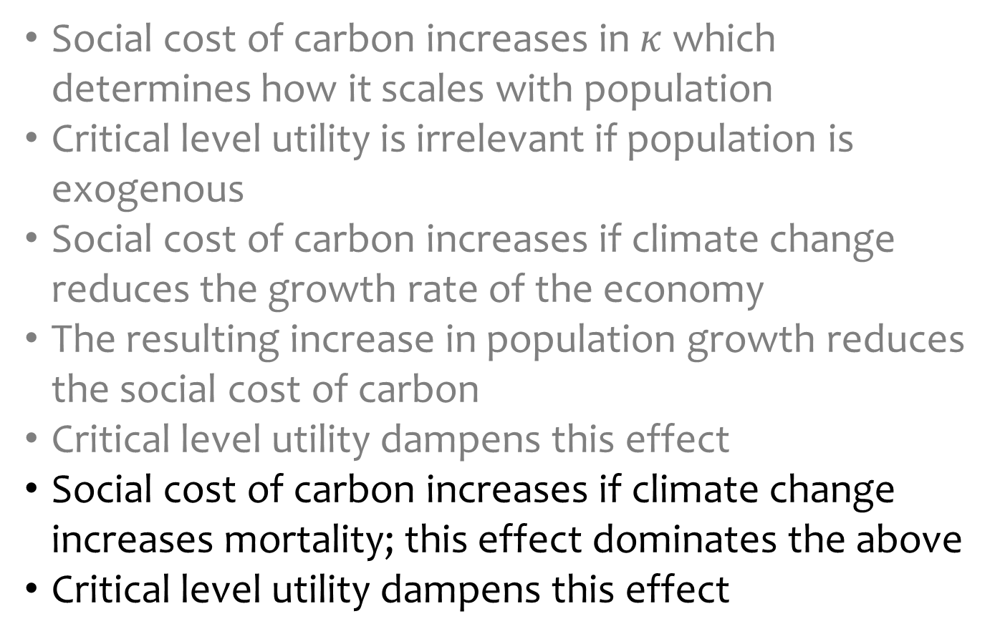 • Social cost of carbon increases in κ which
determines how it scales with population
• Critical level utility is irrelevant if population is
exogenous
• Social cost of carbon increases if climate change
reduces the growth rate of the economy
• The resulting increase in population growth reduces
the social cost of carbon
• Critical level utility dampens this effect
• Social cost of carbon increases if climate change
increases mortality; this effect dominates the above
• Critical level utility dampens this effect